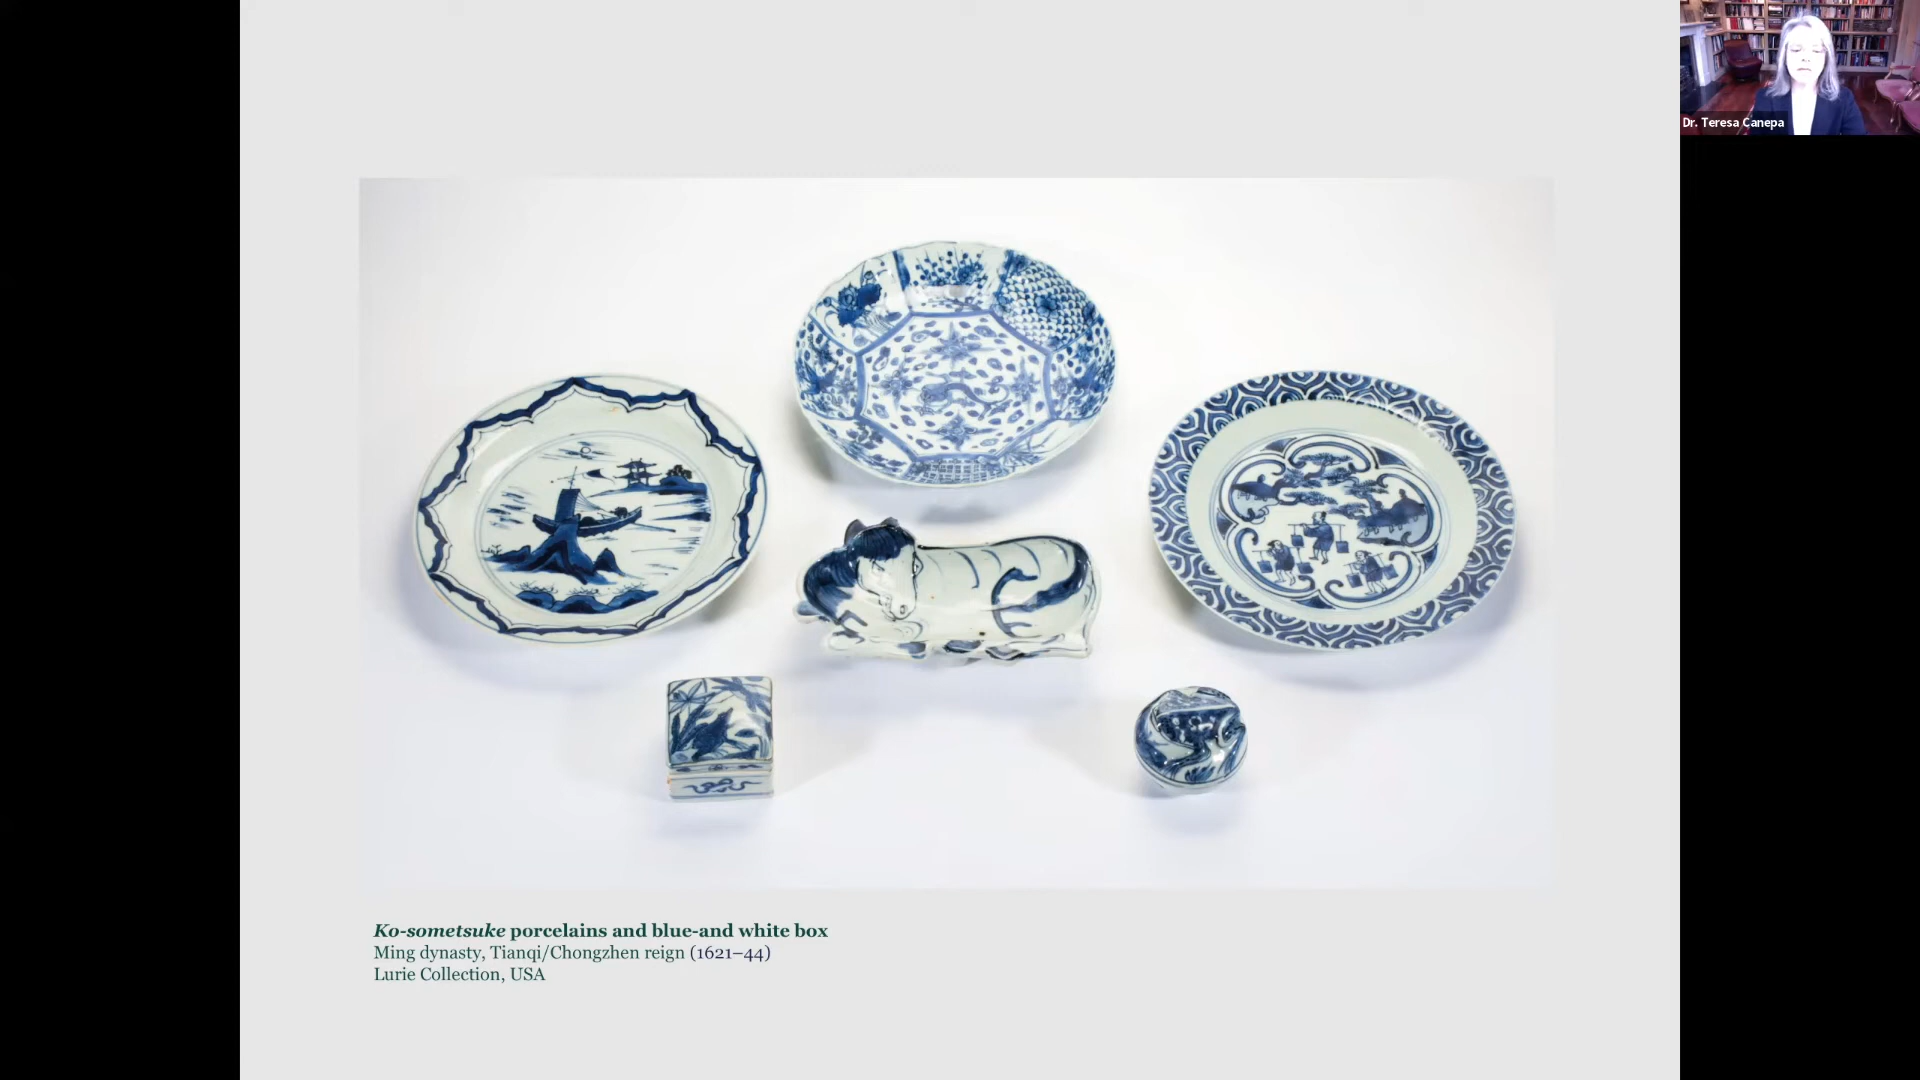 Dr. Teresa Canepa
Ko-sometsuke porcelains and blue-and white box
Ming dynasty, Tianqi/Chongzhen reign (1621–44)
Lurie Collection, USA